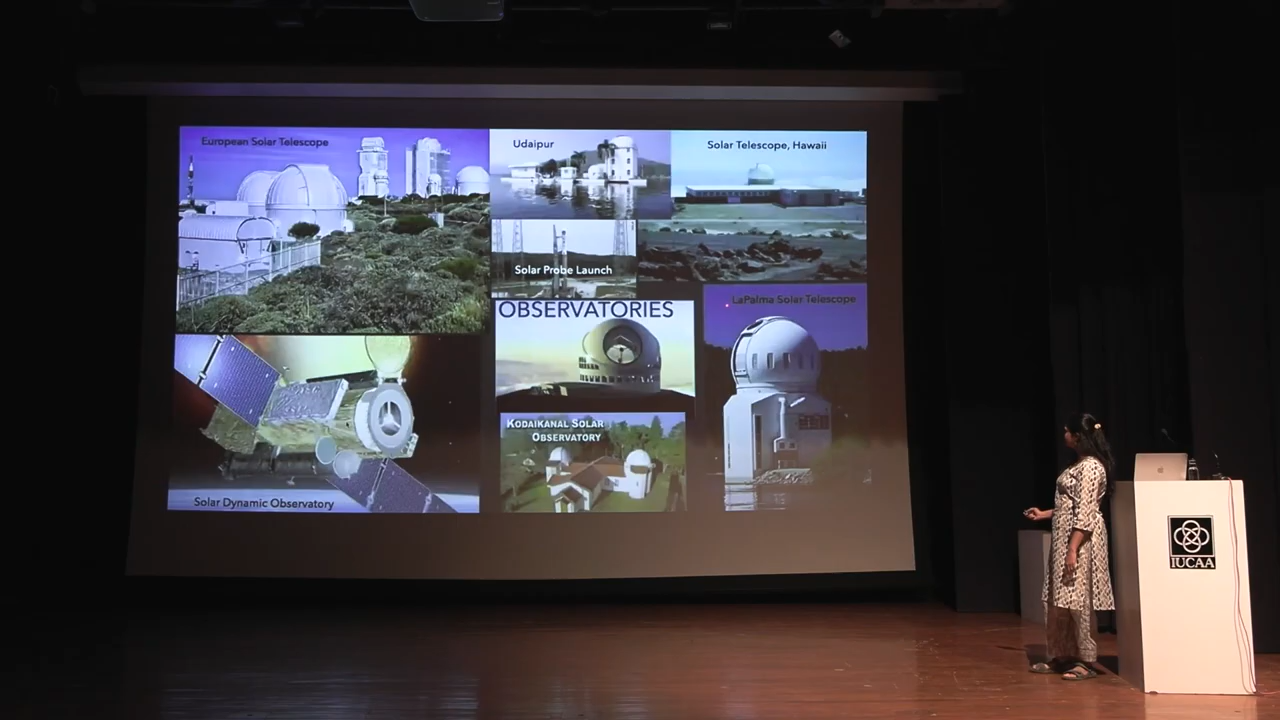 European Solar Telescope
Udaipur
Solar Telescope, Hawaii
Solar Probe Launch
OBSERVATORIES
LaPalma Solar Telescope
KODAIKANAL SOLAR
OBSERVATORY
Solar Dynamic Observatory
IUCAA